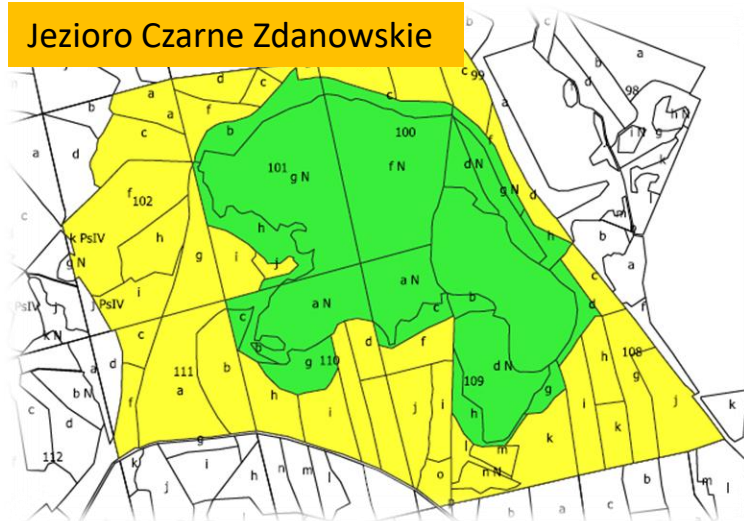 Jezioro Czarne Zdanowskie
b
a
b
c
99
d
c
a
d
98
b
a
f
c
a
i
b
a
h N
c
b
100
f
i N
g
a
d
101
f N
d N
k
g N
g N
d
l
f
102
m
k PsIV
h
h
h
b
c
g
i
j
a
g N
c
i
a N
a N
b
PsIV
j
j PsIV
c
c
d
f
k N
c
b
d
f
h
108
a
d
111
b
g
110
d N
g
b N
a
h
109
g
i
j
k
c
f
i
j
i
h
k
d
g
l
m
k
112
k
i
h
n
m
l
o
n N
b
m
l
j
b
a
c